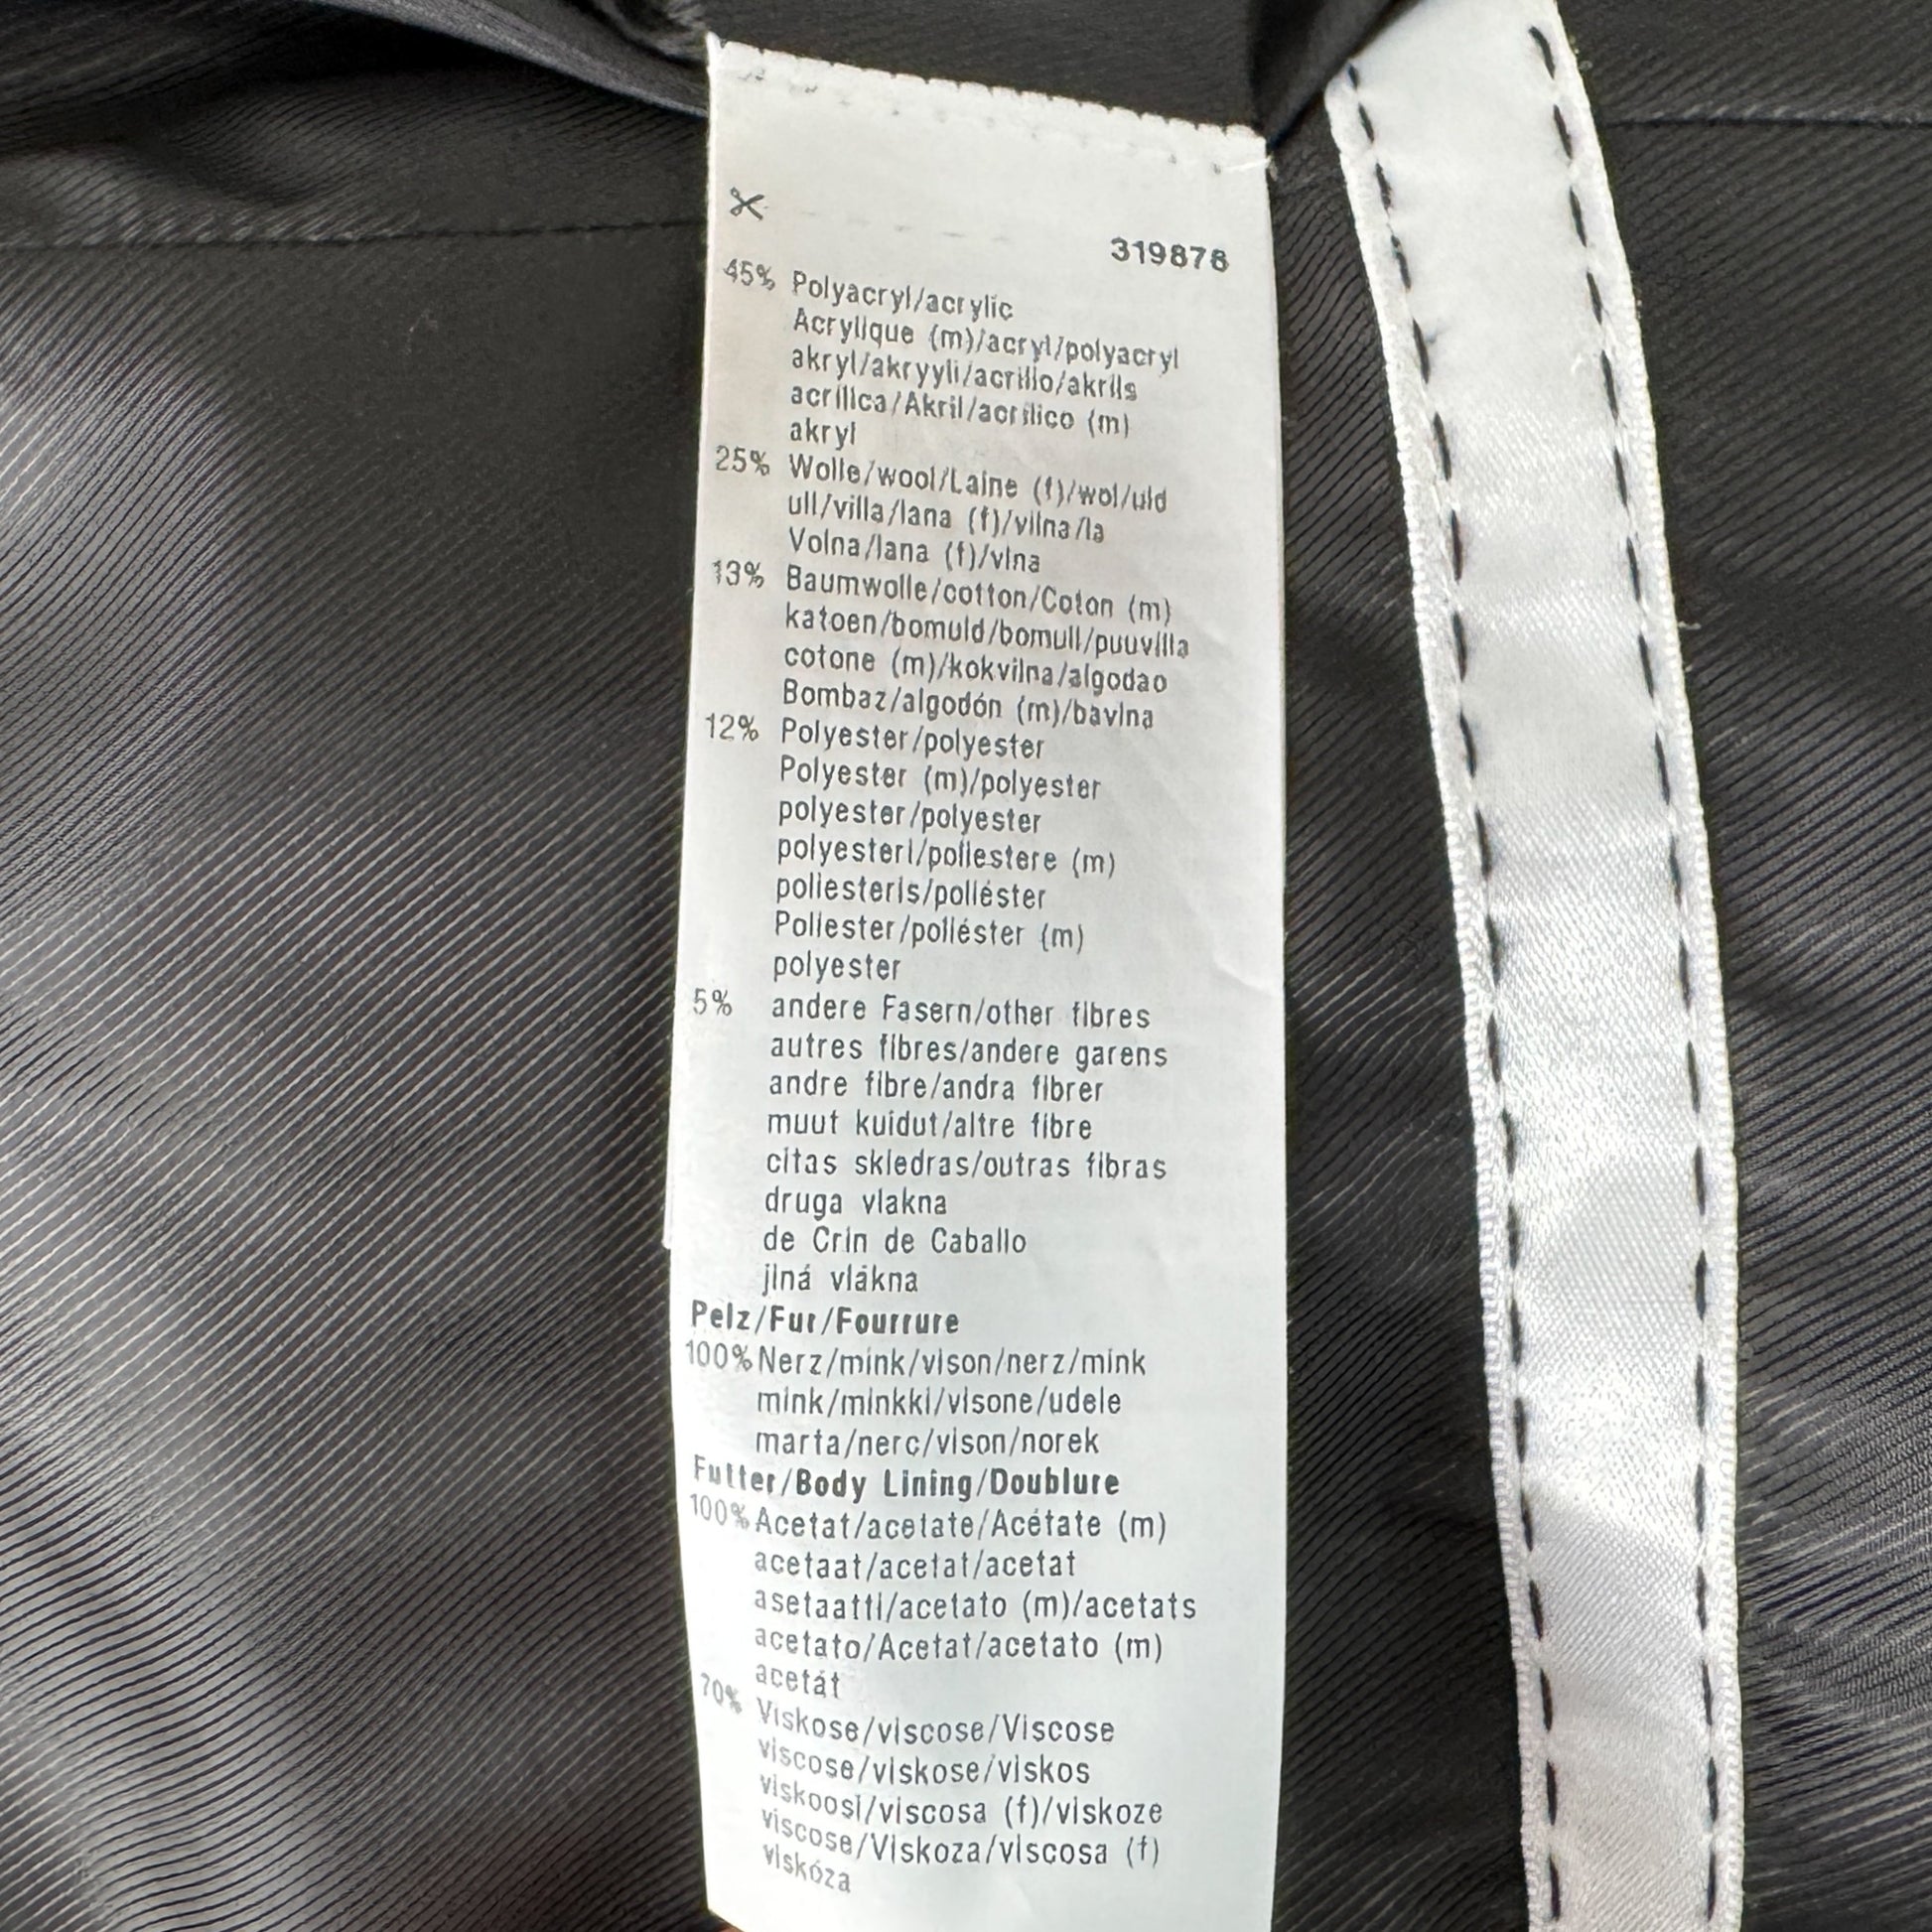 319878
45% Polyacryl/acrylic
Acrylique (m)/acryl/polyacryl
akryl/akryyli/acrilio/akrils
acrílica/Akril/acrílico (m)
akryl
25% Wolle/wool/Laine (f)/wol/uld
ull/villa/lana (f)/vilna/la
Volna/lana (f)/vlna
13% Baumwolle/cotton/Coton (m)
katoen/bomuld/bomull/puuvilla
cotone (m)/kokvilna/algodao
Bombaz/algodón (m)/bavlna
12% Polyester/polyester
Polyester (m)/polyester
polyester/polyester
polyesteri/poliestere (m)
poliesteris/poliéster
Poliester/poliéster (m)
polyester
5% andere Fasern/other fibres
autres fibres/andere garens
andre fibre/andra fibrer
muut kuidut/altre fibre
citas skiedras/outras fibras
druga vlakna
de Crin de Caballo
jiná vlákna
Pelz/Fur/Fourrure
100% Nerz/mink/vison/nerz/mink
mink/minkki/visone/udele
marta/nerc/vison/norek
Futter/Body Lining/Doublure
100% Acetat/acetate/Acétate (m)
acetaat/acetat/acetat
asetaatti/acetato (m)/acetats
acetato/Acetat/acetato (m)
acetát
70% Viskose/viscose/Viscose
viscose/viskose/viskos
viskoosi/viscosa (f)/viskoze
viscose/Viskoza/viscosa (f)
viskóza